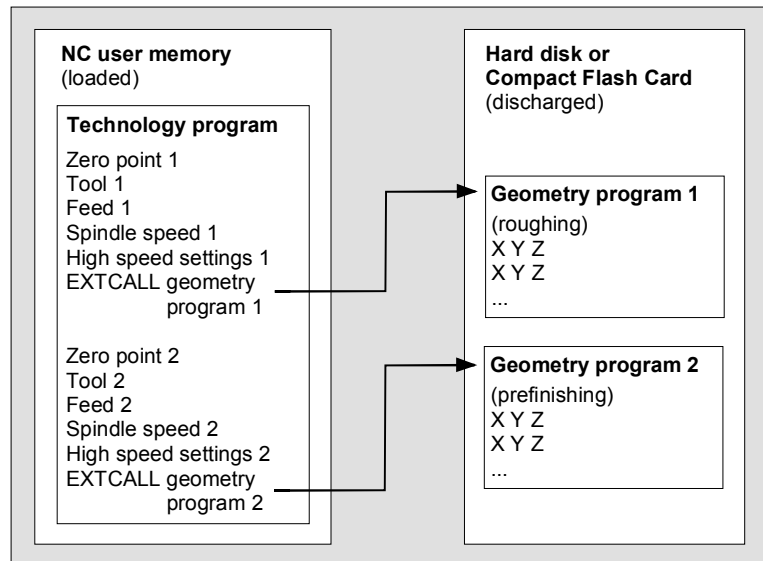 NC user memory
(loaded)
Technology program
Zero point 1
Tool 1
Feed 1
Spindle speed 1
High speed settings 1
EXTCALL geometry
program 1
Zero point 2
Tool 2
Feed 2
Spindle speed 2
High speed settings 2
EXTCALL geometry
program 2
Hard disk or
Compact Flash Card
(discharged)
Geometry program 1
(roughing)
X Y Z
X Y Z
...
Geometry program 2
(prefinishing)
X Y Z
X Y Z
...